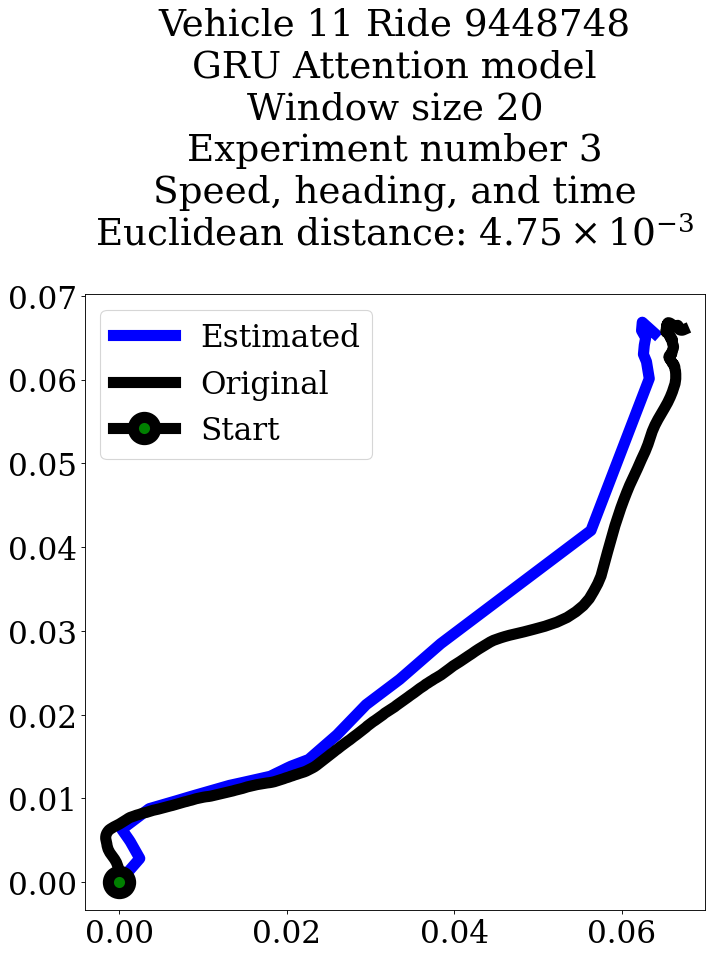 Vehicle 11 Ride 9448748
GRU Attention model
Window size 20
Experiment number 3
Speed, heading, and time
Euclidean distance: 4.75 × 10⁻³
0.07
0.06
0.05
0.04
0.03
0.02
0.01
0.00
Estimated
Original
Start
0.00 0.02 0.04 0.06